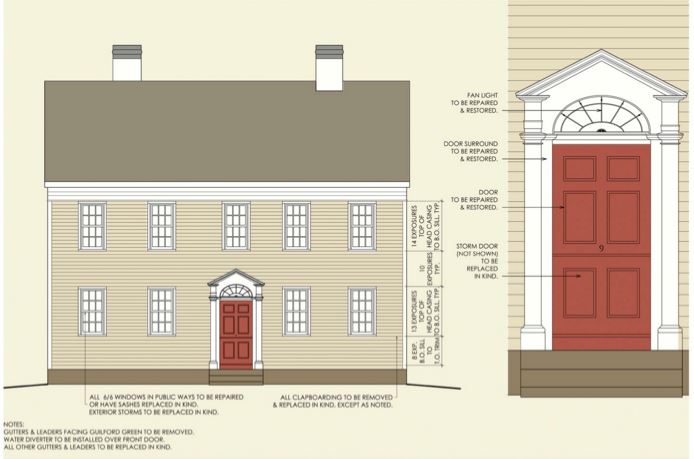 14 EXPOSURES
TOP OF
HEAD CASING
TO B.O. SILL, TYP.
10
EXPOSURES
TYP.
13 EXPOSURES
TOP OF
HEAD CASING
TO B.O. SILL, TYP.
8 EXP.
B.O. SILL
TO
T.O. TRIM
ALL 6/6 WINDOWS IN PUBLIC WAYS TO BE REPAIRED
OR HAVE SASHES REPLACED IN KIND.
EXTERIOR STORMS TO BE REPLACED IN KIND.
ALL CLAPBOARDING TO BE REMOVED
& REPLACED IN KIND, EXCEPT AS NOTED.
NOTES:
GUTTERS & LEADERS FACING GUILFORD GREEN TO BE REMOVED.
WATER DIVERTER TO BE INSTALLED OVER FRONT DOOR.
ALL OTHER GUTTERS & LEADERS TO BE REPLACED IN KIND.
FAN LIGHT
TO BE REPAIRED
& RESTORED.
DOOR SURROUND
TO BE REPAIRED
& RESTORED.
DOOR
TO BE REPAIRED
& RESTORED.
STORM DOOR
(NOT SHOWN)
TO BE
REPLACED
IN KIND.
9